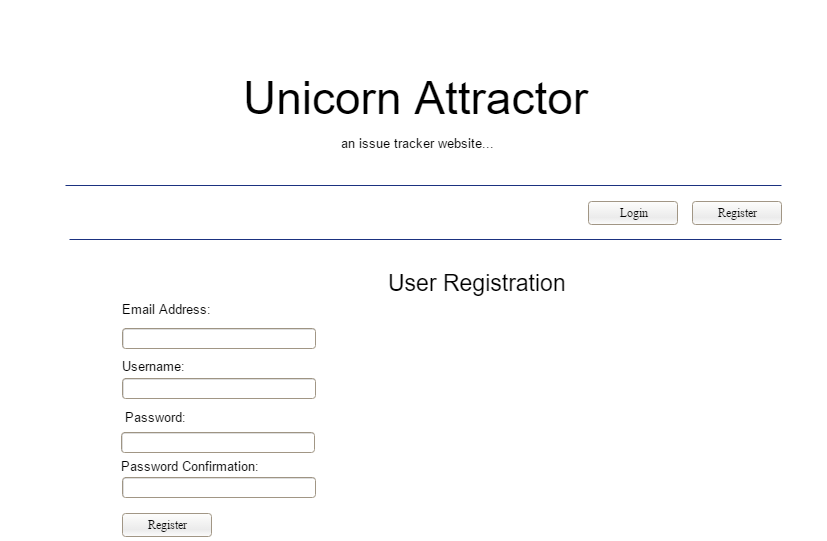 Unicorn Attractor
an issue tracker website...
Login Register
User Registration
Email Address:
Username:
Password:
Password Confirmation:
Register